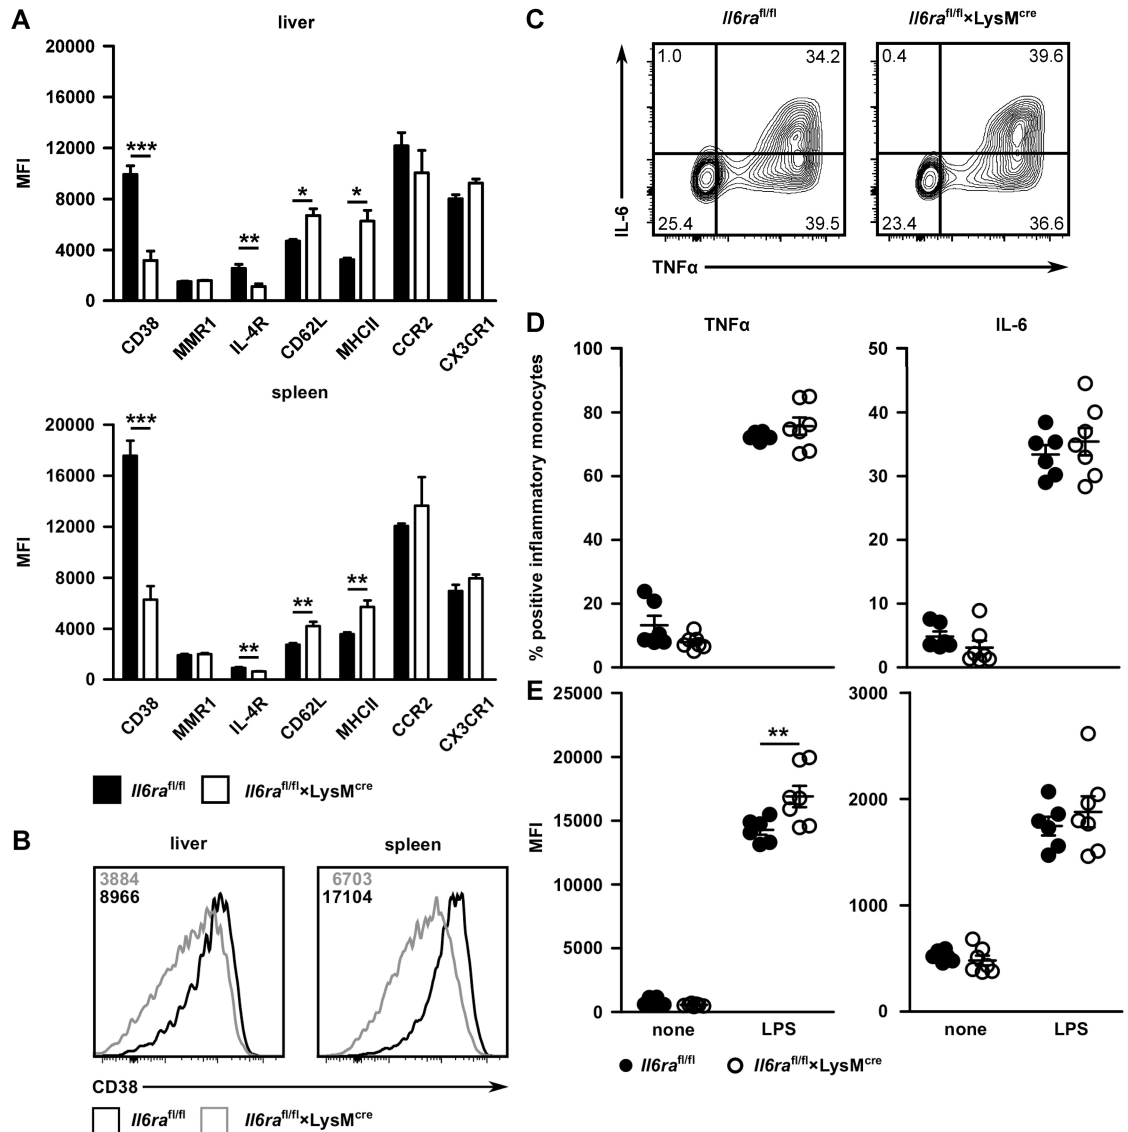 A
liver
MFI
20000
16000
12000
8000
4000
0
***
**
*
*
CD38
MMR1
IL-4R
CD62L
MHCII
CCR2
CX3CR1
spleen
MFI
20000
16000
12000
8000
4000
0
***
**
**
**
CD38
MMR1
IL-4R
CD62L
MHCII
CCR2
CX3CR1
Il6ra^fl/fl
Il6ra^fl/fl×LysM^cre
B
liver
spleen
3884
8966
6703
17104
CD38
Il6ra^fl/fl
Il6ra^fl/fl×LysM^cre
C
Il6ra^fl/fl
Il6ra^fl/fl×LysM^cre
1.0
34.2
25.4
39.5
0.4
39.6
23.4
36.6
IL-6
TNFα
D
TNFα
IL-6
% positive inflammatory monocytes
100
80
60
40
20
0
50
40
30
20
10
0
E
MFI
25000
20000
15000
10000
5000
0
**
3000
2000
1000
0
none
LPS
none
LPS
Il6ra^fl/fl
Il6ra^fl/fl×LysM^cre